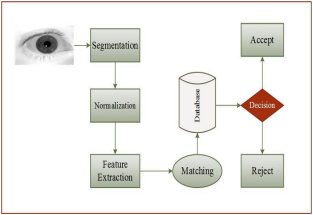 Segmentation
Normalization
Feature
Extraction
Matching
Database
Decision
Accept
Reject